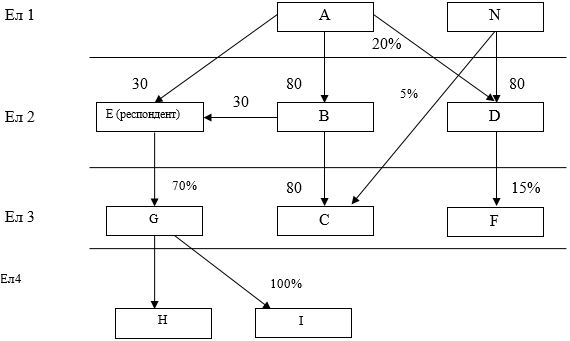 Ел 1
A
N
20%
30
80
5%
80
Ел 2
E (респондент)
30
B
D
70%
80
15%
Ел 3
G
C
F
Ел4
100%
H
I